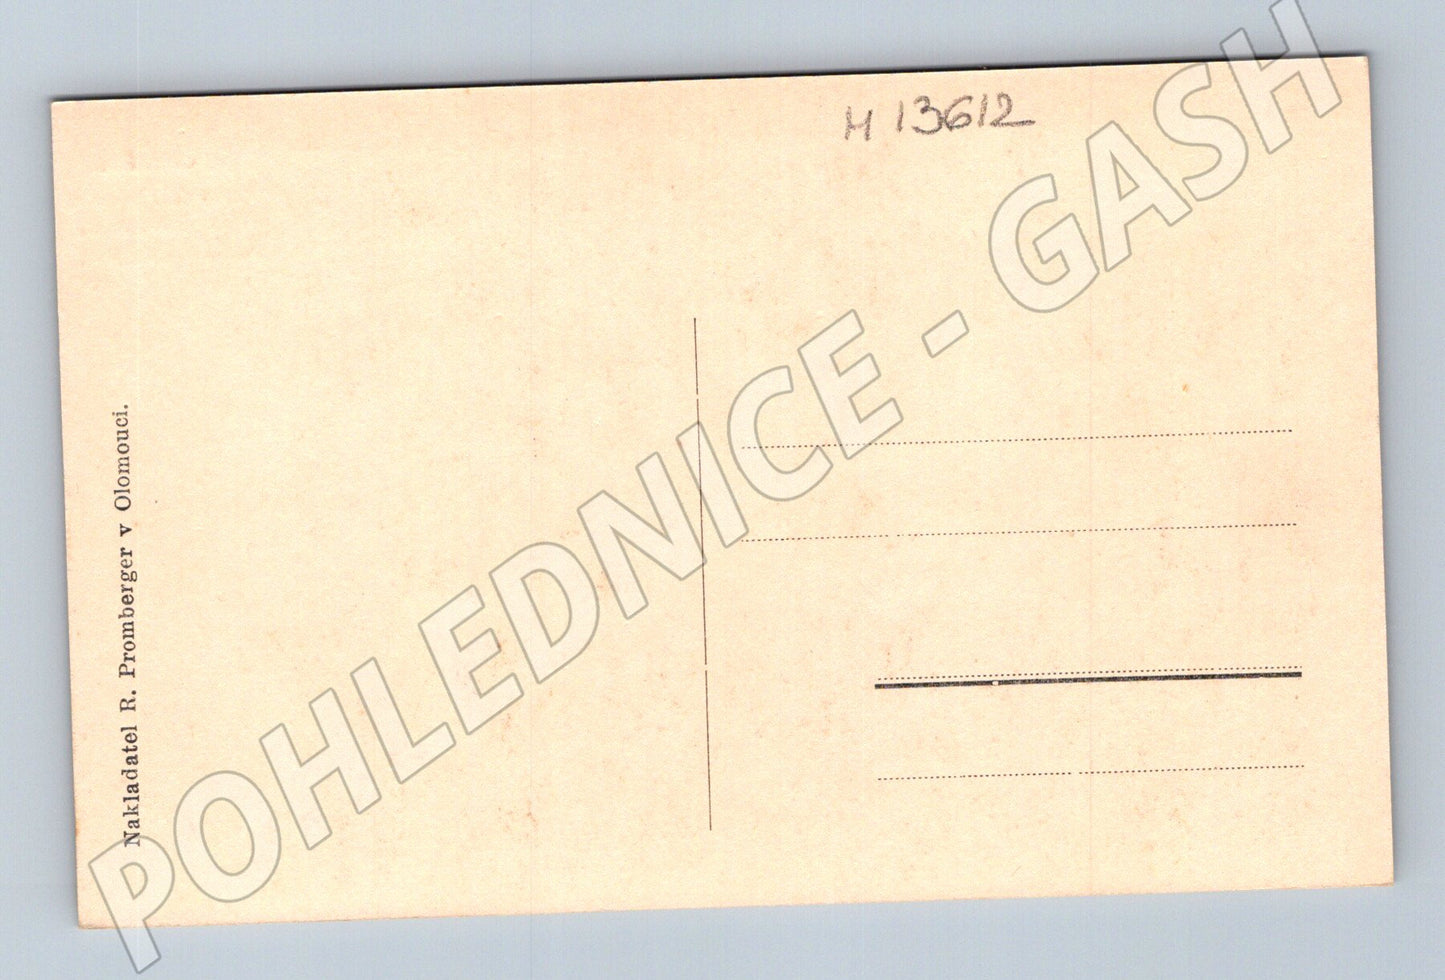 H 13612
Nakladatel R. Promberger v Olomouci.
POHLEDNICE - GASH